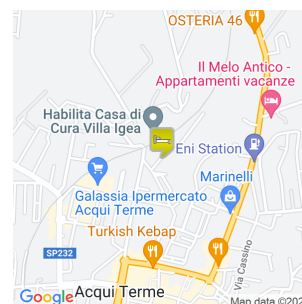 OSTERIA 46
Il Melo Antico -
Appartamenti vacanze
Habilita Casa di
Cura Villa Igea
Eni Station
Marinelli
Galassia Ipermercato
Acqui Terme
Turkish Kebap
SP232
Via Cassino
Acqui Terme
Google
Map data ©202